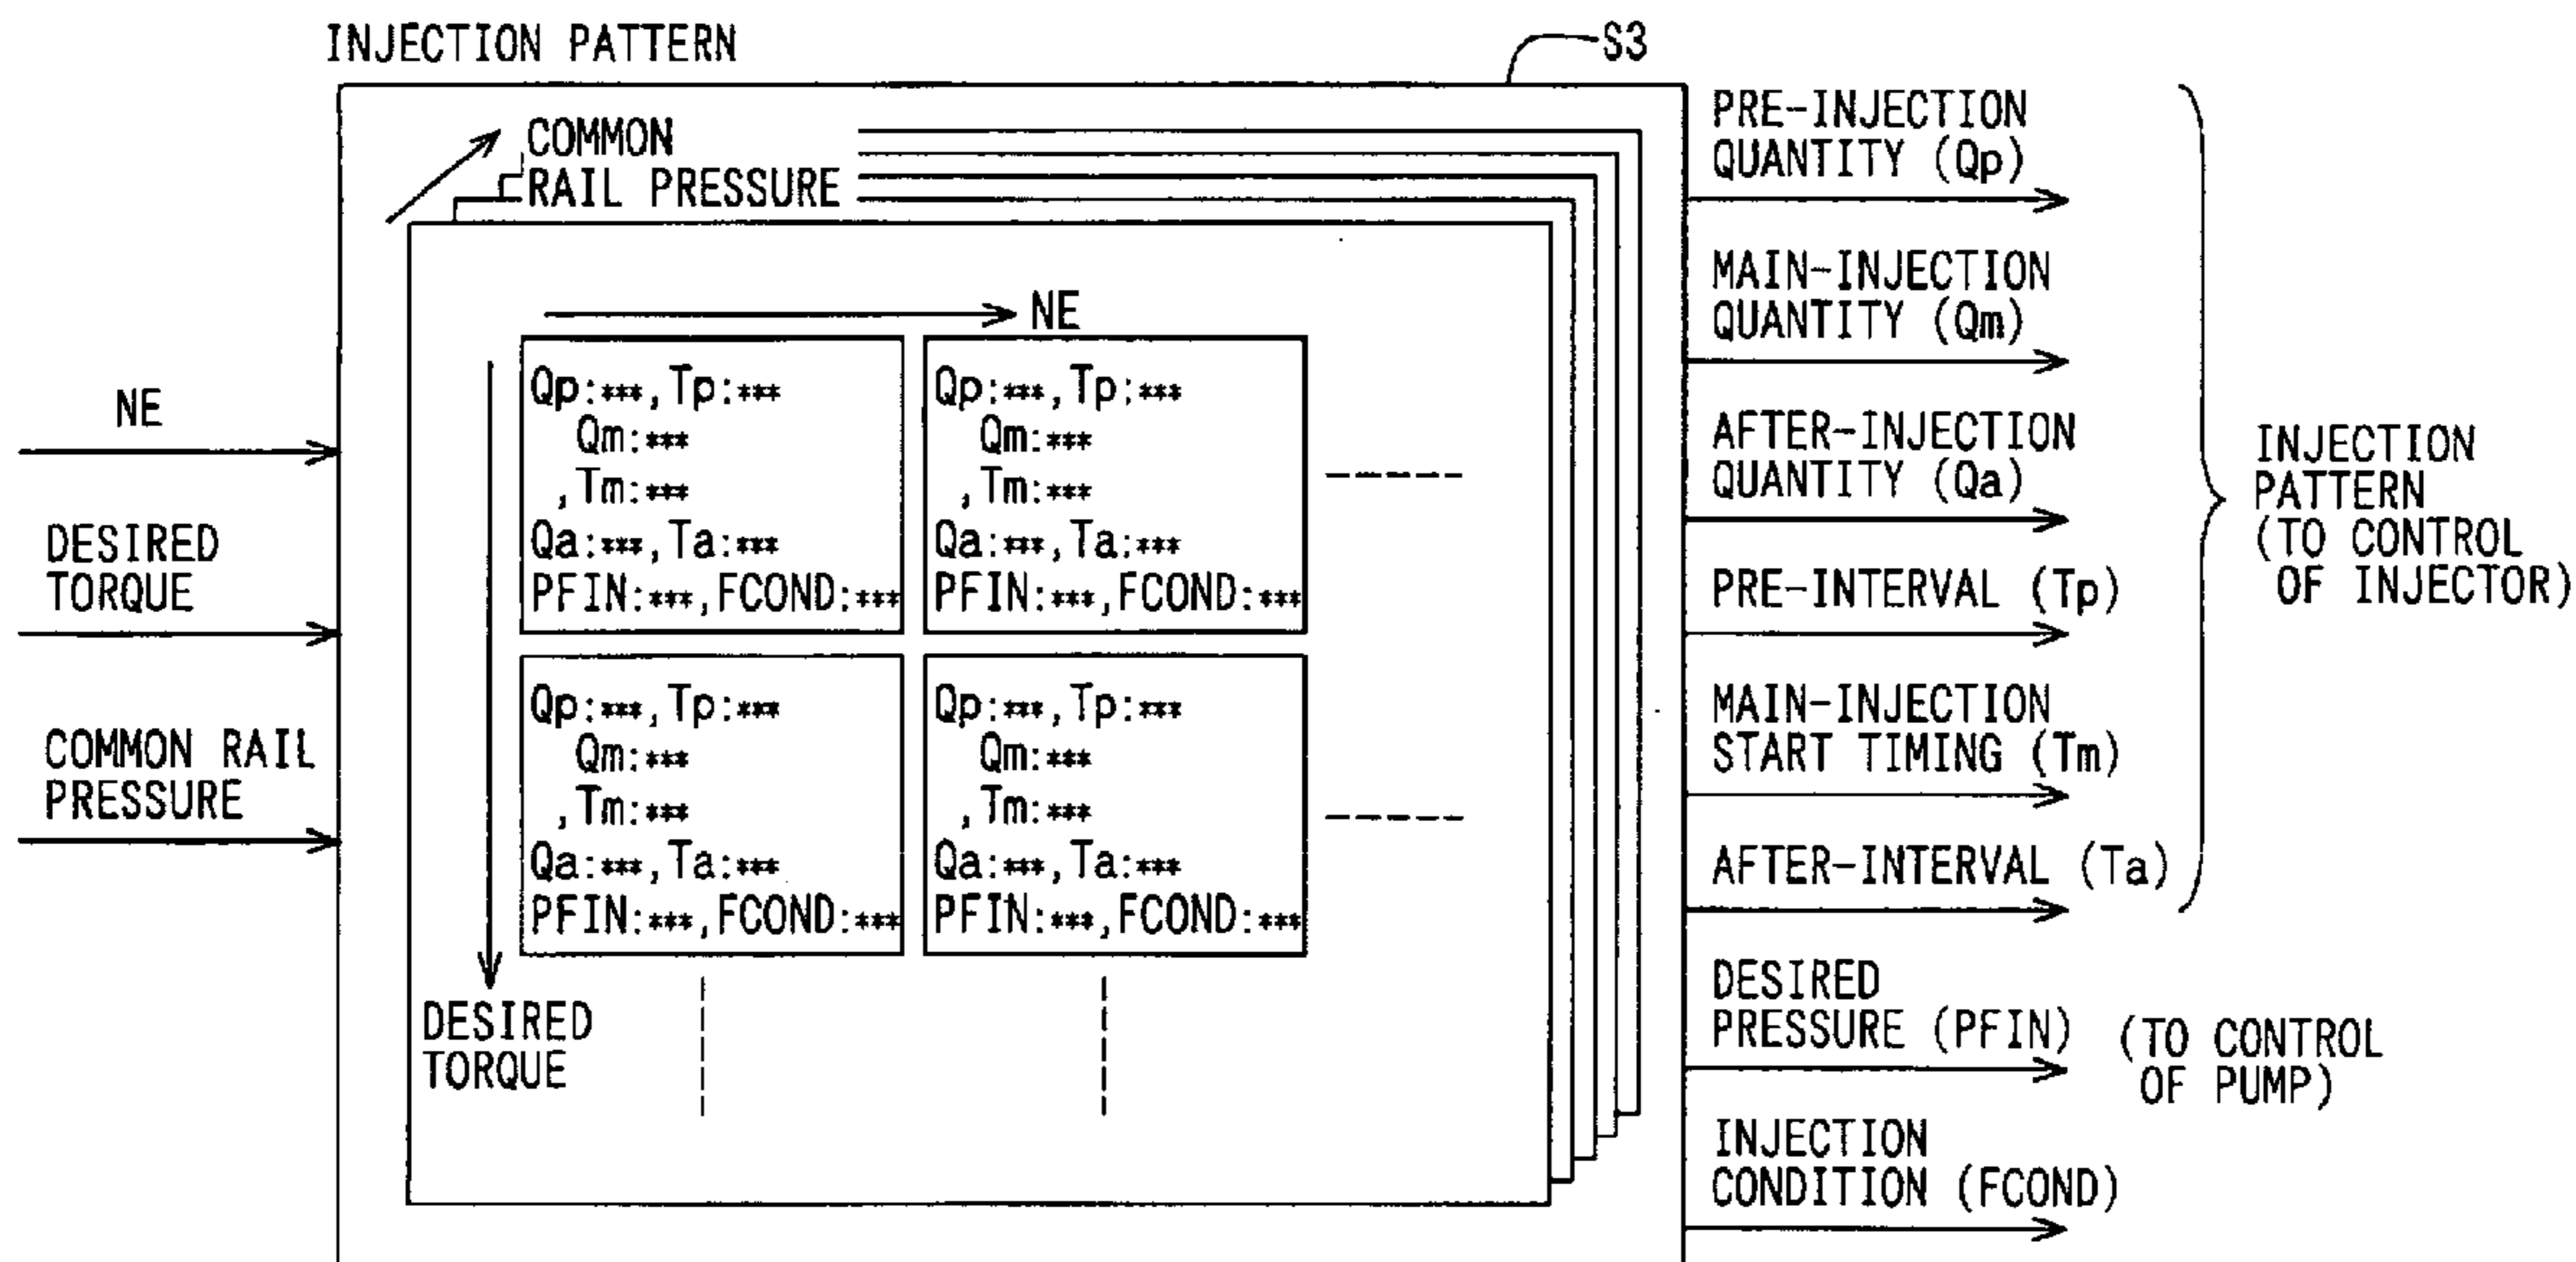 INJECTION PATTERN
S3
COMMON
RAIL PRESSURE
NE
Qp:***,Tp:***
Qm:***
,Tm:***
Qa:***,Ta:***
PFIN:***,FCOND:***
Qp:***,Tp:***
Qm:***
,Tm:***
Qa:***,Ta:***
PFIN:***,FCOND:***
Qp:***,Tp:***
Qm:***
,Tm:***
Qa:***,Ta:***
PFIN:***,FCOND:***
Qp:***,Tp:***
Qm:***
,Tm:***
Qa:***,Ta:***
PFIN:***,FCOND:***
DESIRED
TORQUE
NE
DESIRED
TORQUE
COMMON RAIL
PRESSURE
PRE-INJECTION
QUANTITY (Qp)
MAIN-INJECTION
QUANTITY (Qm)
AFTER-INJECTION
QUANTITY (Qa)
PRE-INTERVAL (Tp)
MAIN-INJECTION
START TIMING (Tm)
AFTER-INTERVAL (Ta)
INJECTION
PATTERN
(TO CONTROL
OF INJECTOR)
DESIRED
PRESSURE (PFIN)
(TO CONTROL
OF PUMP)
INJECTION
CONDITION (FCOND)